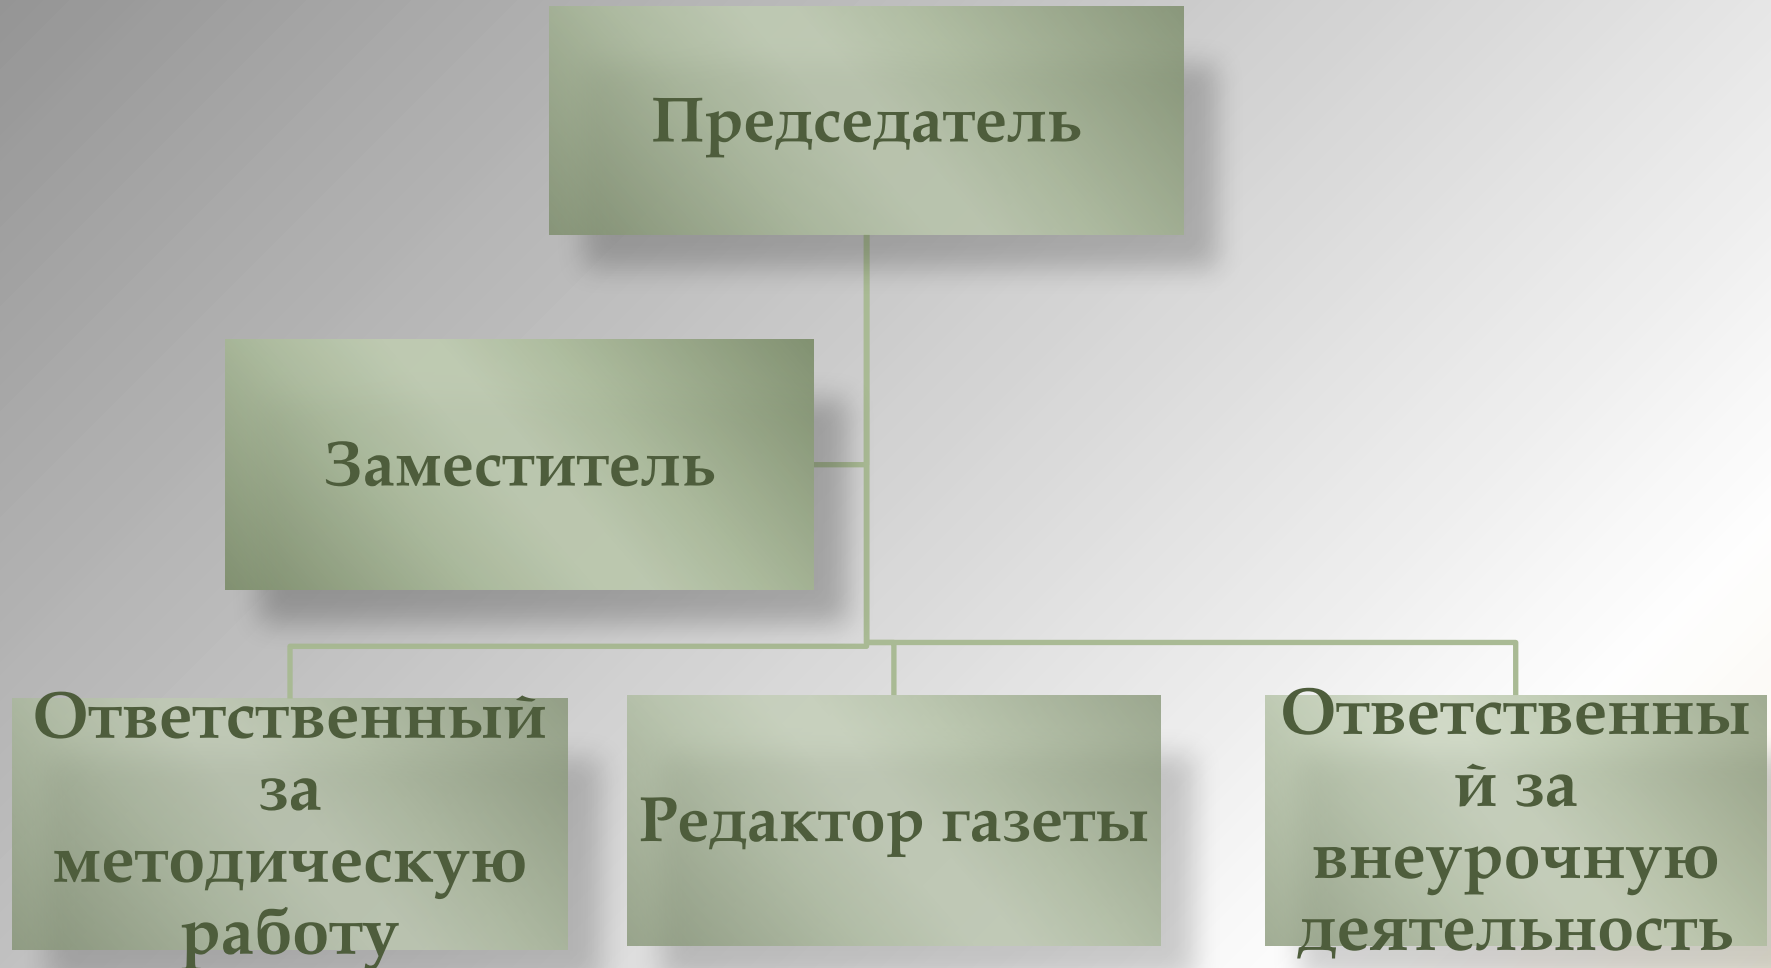 Председатель
Заместитель
Ответственный
за
методическую
работу
Редактор газеты
Ответственны
й за
внеурочную
деятельность